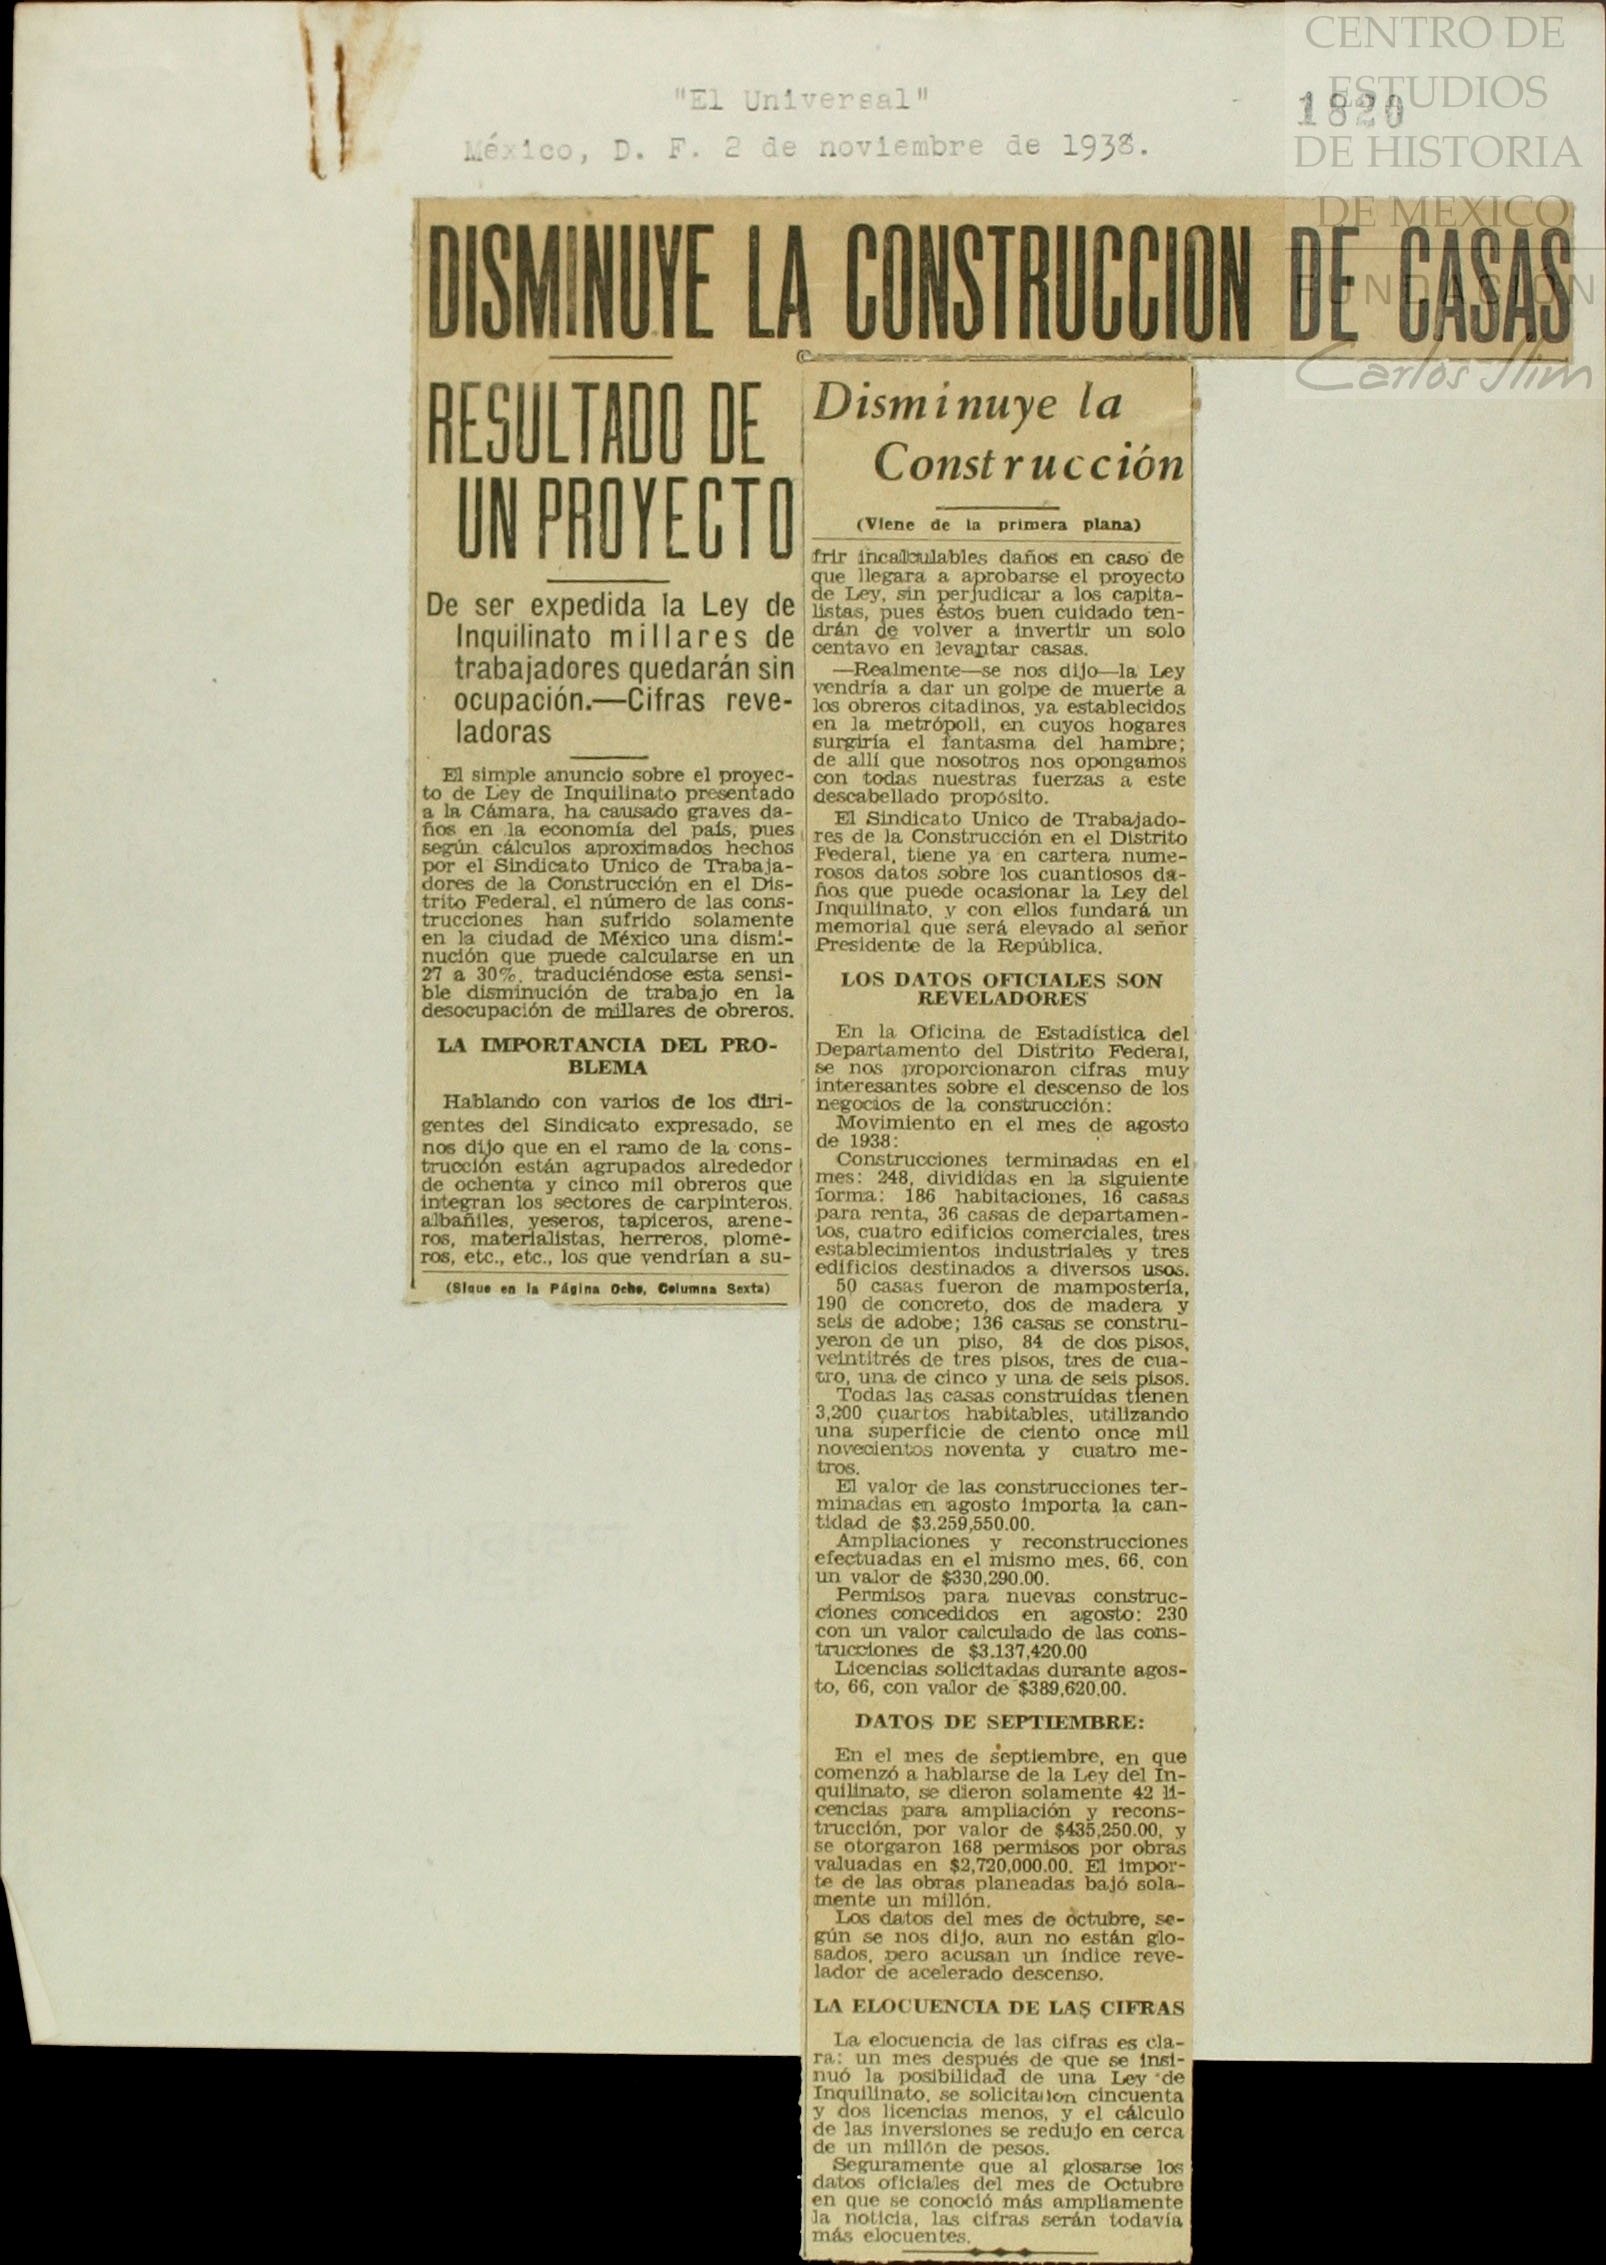 CENTRO DE
ESTUDIOS
DE HISTORIA
DE MEXICO
FUNDACIÓN
Carlos Slim
1820
"El Universal"
México, D. F. 2 de noviembre de 1938.
DISMINUYE LA CONSTRUCCION DE CASAS
RESULTADO DE
UN PROYECTO
De ser expedida la Ley de
Inquilinato millares de
trabajadores quedarán sin
ocupación.—Cifras reve-
ladoras
El simple anuncio sobre el proyec-
to de Ley de Inquilinato presentado
a la Cámara, ha causado graves da-
ños en la economía del país, pues
según cálculos aproximados hechos
por el Sindicato Unico de Trabaja-
dores de la Construcción en el Dis-
trito Federal, el número de las cons-
trucciones han sufrido solamente
en la ciudad de México una dismi-
nución que puede calcularse en un
27 a 30%, traduciéndose esta sensi-
ble disminución de trabajo en la
desocupación de millares de obreros.
LA IMPORTANCIA DEL PRO-
BLEMA
Hablando con varios de los diri-
gentes del Sindicato expresado, se
nos dijo que en el ramo de la cons-
trucción están agrupados alrededor
de ochenta y cinco mil obreros que
integran los sectores de carpinteros,
albañiles, yeseros, tapiceros, arene-
ros, materialistas, herreros, plome-
ros, etc., etc., los que vendrían a su-
(Sigue en la Página Ocho, Columna Sexta)
Disminuye la
Construcción
(Viene de la primera plana)
frir incalculables daños en caso de
que llegara a aprobarse el proyecto
de Ley, sin perjudicar a los capita-
listas, pues éstos buen cuidado ten-
drán de volver a invertir un solo
centavo en levantar casas.
—Realmente—se nos dijo—la Ley
vendría a dar un golpe de muerte a
los obreros citadinos, ya establecidos
en la metrópoli, en cuyos hogares
surgiría el fantasma del hambre;
de allí que nosotros nos opongamos
con todas nuestras fuerzas a este
descabellado propósito.
El Sindicato Unico de Trabajado-
res de la Construcción en el Distrito
Federal, tiene ya en cartera nume-
rosos datos sobre los cuantiosos da-
ños que puede ocasionar la Ley del
Inquilinato, y con ellos fundará un
memorial que será elevado al señor
Presidente de la República.
LOS DATOS OFICIALES SON
REVELADORES
En la Oficina de Estadística del
Departamento del Distrito Federal,
se nos proporcionaron cifras muy
interesantes sobre el descenso de los
negocios de la construcción:
Movimiento en el mes de agosto
de 1938:
Construcciones terminadas en el
mes: 248, divididas en la siguiente
forma: 186 habitaciones, 16 casas
para renta, 36 casas de departamen-
tos, cuatro edificios comerciales, tres
establecimientos industriales y tres
edificios destinados a diversos usos.
50 casas fueron de mampostería,
190 de concreto, dos de madera y
seis de adobe; 136 casas se constru-
yeron de un piso, 84 de dos pisos,
veintitrés de tres pisos, tres de cua-
tro, una de cinco y una de seis pisos.
Todas las casas construídas tienen
3,200 cuartos habitables, utilizando
una superficie de ciento once mil
novecientos noventa y cuatro me-
tros.
El valor de las construcciones ter-
minadas en agosto importa la can-
tidad de $3.259,550.00.
Ampliaciones y reconstrucciones
efectuadas en el mismo mes, 66, con
un valor de $330,290.00.
Permisos para nuevas construc-
ciones concedidos en agosto: 230
con un valor calculado de las cons-
trucciones de $3.137,420.00
Licencias solicitadas durante agos-
to, 66, con valor de $389,620.00.
DATOS DE SEPTIEMBRE:
En el mes de septiembre, en que
comenzó a hablarse de la Ley del In-
quilinato, se dieron solamente 42 li-
cencias para ampliación y recons-
trucción, por valor de $435,250.00, y
se otorgaron 168 permisos por obras
valuadas en $2,720,000.00. El impor-
te de las obras planeadas bajó sola-
mente un millón.
Los datos del mes de octubre, se-
gún se nos dijo, aun no están glo-
sados, pero acusan un índice reve-
lador de acelerado descenso.
LA ELOCUENCIA DE LAS CIFRAS
La elocuencia de las cifras es cla-
ra: un mes después de que se insi-
nuó la posibilidad de una Ley de
Inquilinato, se solicitaron cincuenta
y dos licencias menos, y el cálculo
de las inversiones se redujo en cerca
de un millón de pesos.
Seguramente que al glosarse los
datos oficiales del mes de Octubre
en que se conoció más ampliamente
la noticia, las cifras serán todavía
más elocuentes.